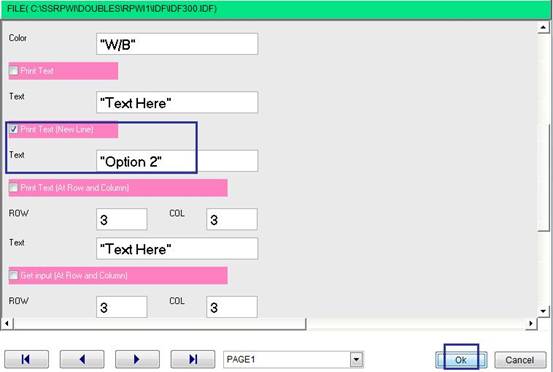 FILE( C:\SSRPWI\DOUBLES\RPWI1\IDF\IDF300.IDF)
Color "W/B"
Print Text
Text "Text Here"
Print Text (New Line)
Text "Option 2"
Print Text (At Row and Column)
ROW 3 COL 3
Text "Text Here"
Get input (At Row and Column)
ROW 3 COL 3
PAGE1 Ok Cancel